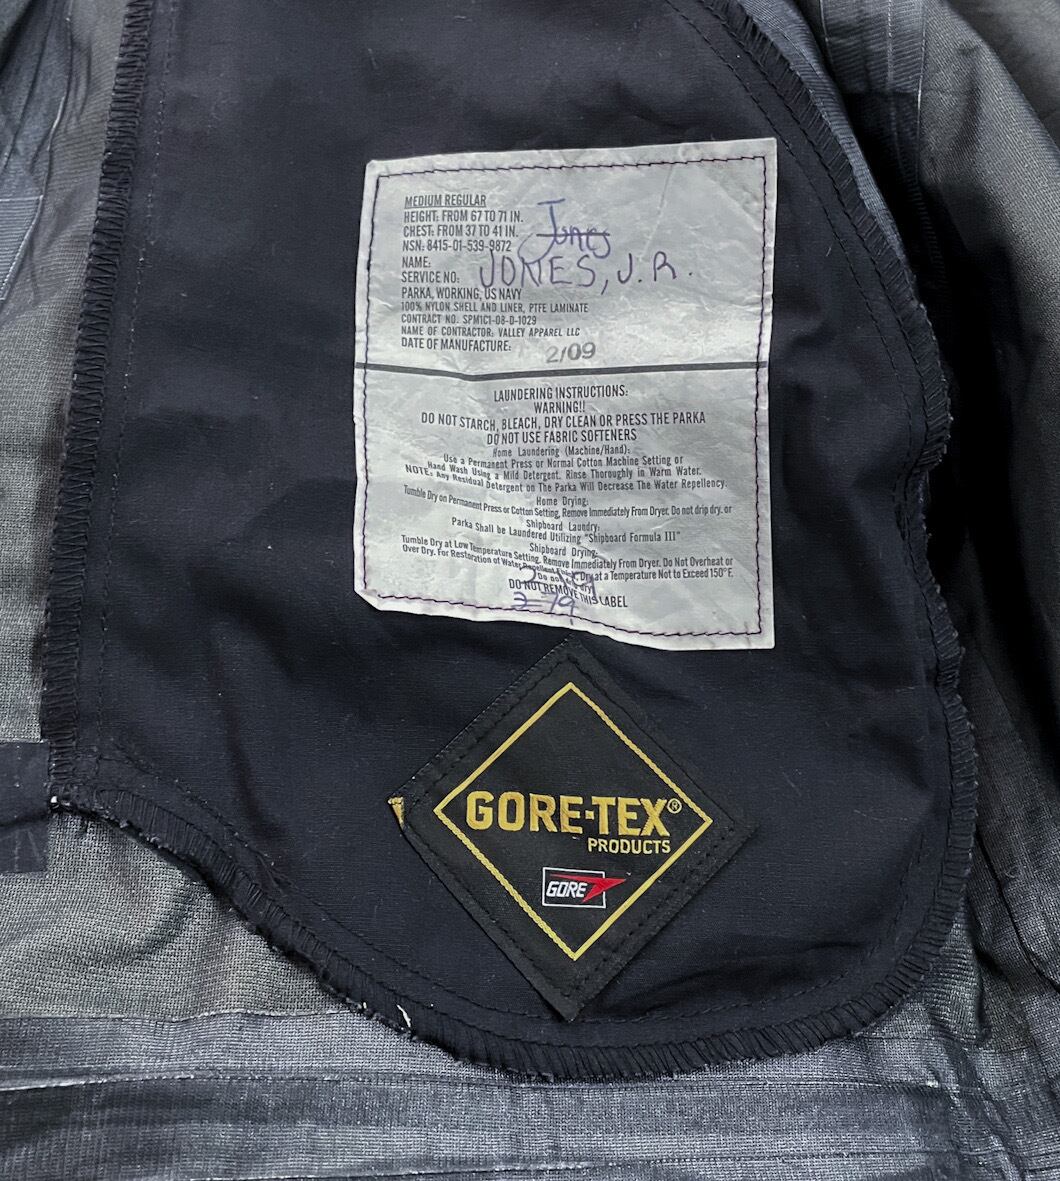 MEDIUM REGULAR
HEIGHT: FROM 67 TO 71 IN.
CHEST: FROM 37 TO 41 IN.
NSN: 8415-01-539-9872
Jones
NAME:
SERVICE NO:
JONES, J.R.
PARKA, WORKING, US NAVY
100% NYLON SHELL AND LINER, PTFE LAMINATE
CONTRACT NO. SPM1C1-08-D-1029
NAME OF CONTRACTOR: VALLEY APPAREL LLC
DATE OF MANUFACTURE: 2/09
LAUNDERING INSTRUCTIONS:
WARNING!!
DO NOT STARCH, BLEACH, DRY CLEAN OR PRESS THE PARKA
DO NOT USE FABRIC SOFTENERS
Home Laundering (Machine/Hand):
Use a Permanent Press or Normal Cotton Machine Setting or
Hand Wash Using a Mild Detergent. Rinse Thoroughly in Warm Water.
NOTE: Any Residual Detergent on The Parka Will Decrease The Water Repellency.
Home Drying:
Tumble Dry on Permanent Press or Cotton Setting, Remove Immediately From Dryer. Do not drip dry. or
Shipboard Laundry:
Parka Shall be Laundered Utilizing "Shipboard Formula III"
Shipboard Drying:
Tumble Dry at Low Temperature Setting. Remove Immediately From Dryer. Do Not Overheat or
Over Dry. For Restoration of Water Repellent Dry at a Temperature Not to Exceed 150°F.
Do not dry
DO NOT REMOVE THIS LABEL
GORE-TEX®
PRODUCTS
GORE